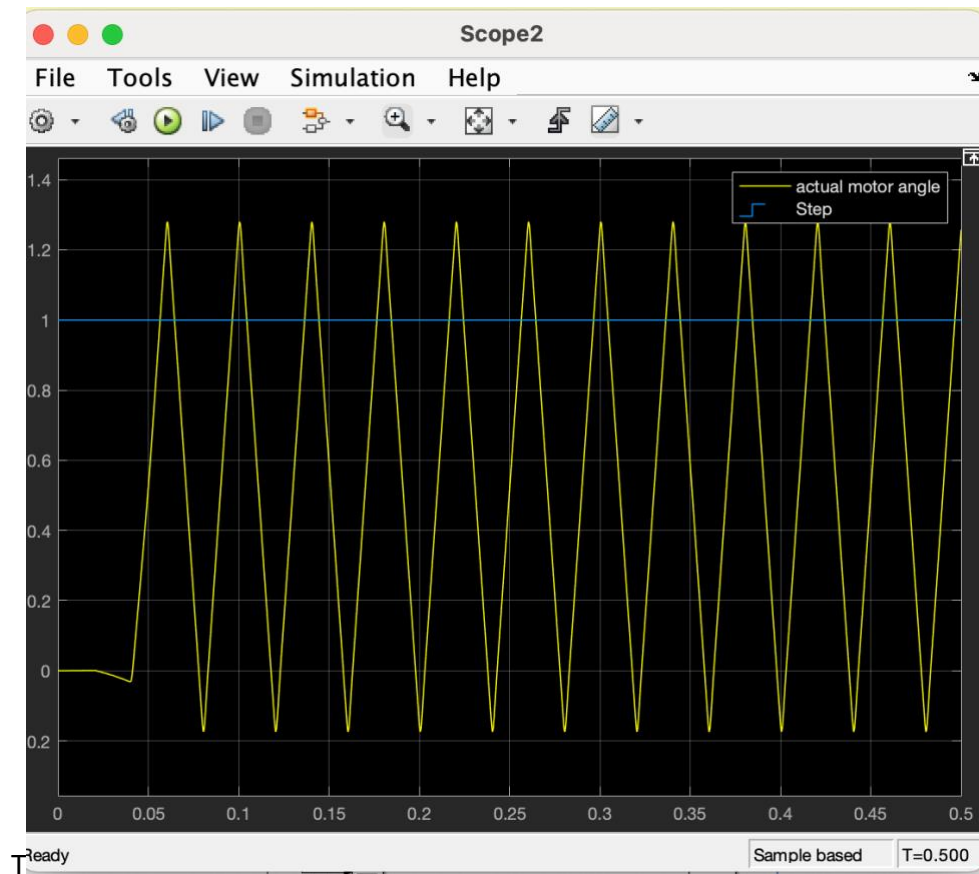 Scope2
File Tools View Simulation Help
actual motor angle
Step
1.4
1.2
1
0.8
0.6
0.4
0.2
0
0.2
0 0.05 0.1 0.15 0.2 0.25 0.3 0.35 0.4 0.45 0.5
T
Ready Sample based T=0.500